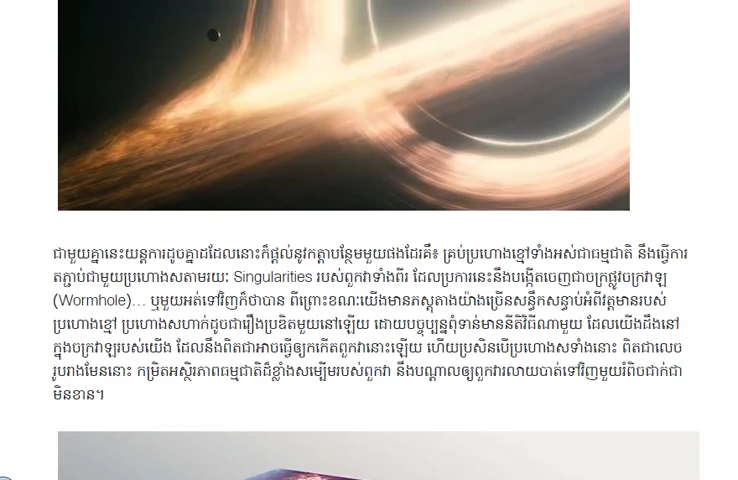 ជាមួយគ្នានេះយន្តការដូចគ្នាដដែលនោះក៏ផ្តល់នូវកត្តាបន្ថែមមួយផងដែរគឺ៖ គ្រប់ប្រហោងខ្មៅទាំងអស់ជាធម្មជាតិ នឹងធ្វើការ
តភ្ជាប់ជាមួយប្រហោងសតាមរយៈ Singularities របស់ពួកវាទាំងពីរ ដែលប្រការនេះនឹងបង្កើតចេញជាចក្រផ្លូវចក្រវាឡ
(Wormhole)… ឬមួយអត់ទៅវិញក៏ថាបាន ពីព្រោះខណៈយើងមានភស្តុតាងយ៉ាងច្រើនសន្ធឹកសន្ធាប់អំពីវត្តមានរបស់
ប្រហោងខ្មៅ ប្រហោងសហាក់ដូចជារឿងប្រឌិតមួយនៅឡើយ ដោយបច្ចុប្បន្នពុំទាន់មាននីតិវិធីណាមួយ ដែលយើងដឹងនៅ
ក្នុងចក្រវាឡរបស់យើង ដែលនឹងពិតជាអាចធ្វើឲ្យកកើតពួកវានោះឡើយ ហើយប្រសិនបើប្រហោងសទាំងនោះ ពិតជាលេច
រូបរាងមែននោះ កម្រិតអស្ថិរភាពធម្មជាតិដ៏ខ្លាំងសម្បើមរបស់ពួកវា នឹងបណ្តាលឲ្យពួកវារលាយបាត់ទៅវិញមួយរំពិចជាក់ជា
មិនខាន។